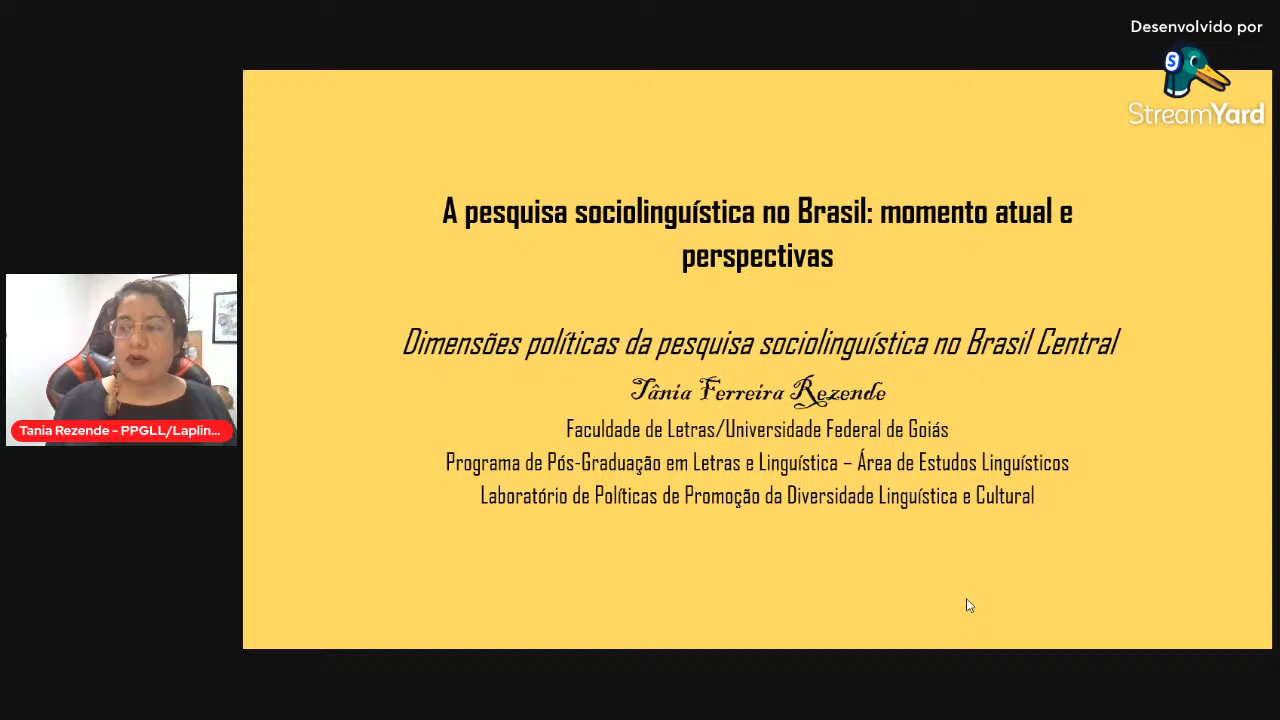 Desenvolvido por
StreamYard
A pesquisa sociolinguística no Brasil: momento atual e
perspectivas
Dimensões políticas da pesquisa sociolinguística no Brasil Central
Tânia Ferreira Rezende
Faculdade de Letras/Universidade Federal de Goiás
Programa de Pós-Graduação em Letras e Linguística – Área de Estudos Linguísticos
Laboratório de Políticas de Promoção da Diversidade Linguística e Cultural
Tania Rezende - PPGLL/Laplin...